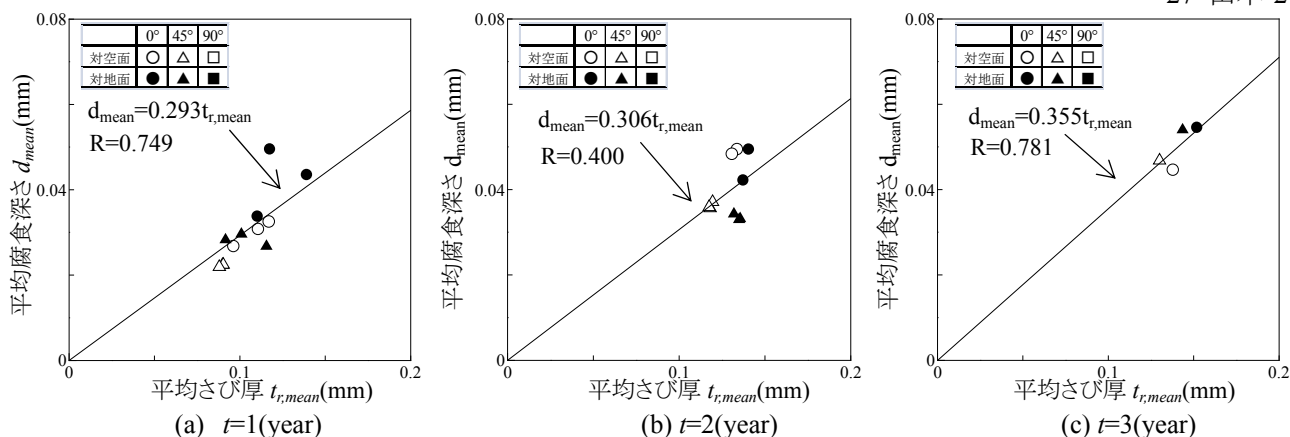 0.08
0° 45° 90°
対空面 ○ △ □
対地面 ● ▲ ■
d_mean=0.293t_r,mean
R=0.749
0.04
平均腐食深さ d_mean(mm)
0
0 0.1 0.2
平均さび厚 t_r,mean(mm)
(a) t=1(year)
0.08
0° 45° 90°
対空面 ○ △ □
対地面 ● ▲ ■
d_mean=0.306t_r,mean
R=0.400
0.04
平均腐食深さ d_mean(mm)
0
0 0.1 0.2
平均さび厚 t_r,mean(mm)
(b) t=2(year)
0.08
0° 45° 90°
対空面 ○ △ □
対地面 ● ▲ ■
d_mean=0.355t_r,mean
R=0.781
0.04
平均腐食深さ d_mean(mm)
0
0 0.1 0.2
平均さび厚 t_r,mean(mm)
(c) t=3(year)